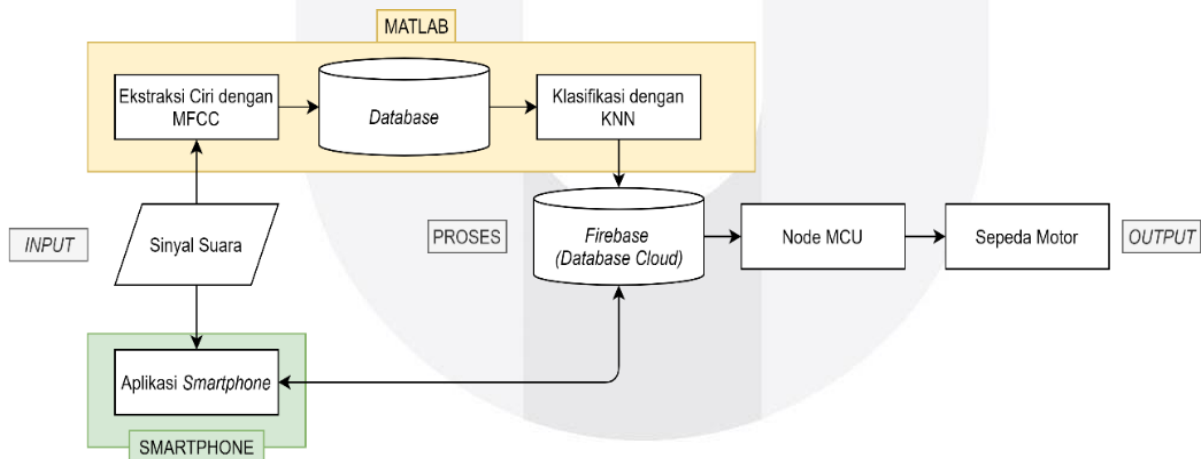 MATLAB
Ekstraksi Ciri dengan
MFCC
Database
Klasifikasi dengan
KNN
INPUT
Sinyal Suara
PROSES
Firebase
(Database Cloud)
Node MCU
Sepeda Motor
OUTPUT
Aplikasi Smartphone
SMARTPHONE